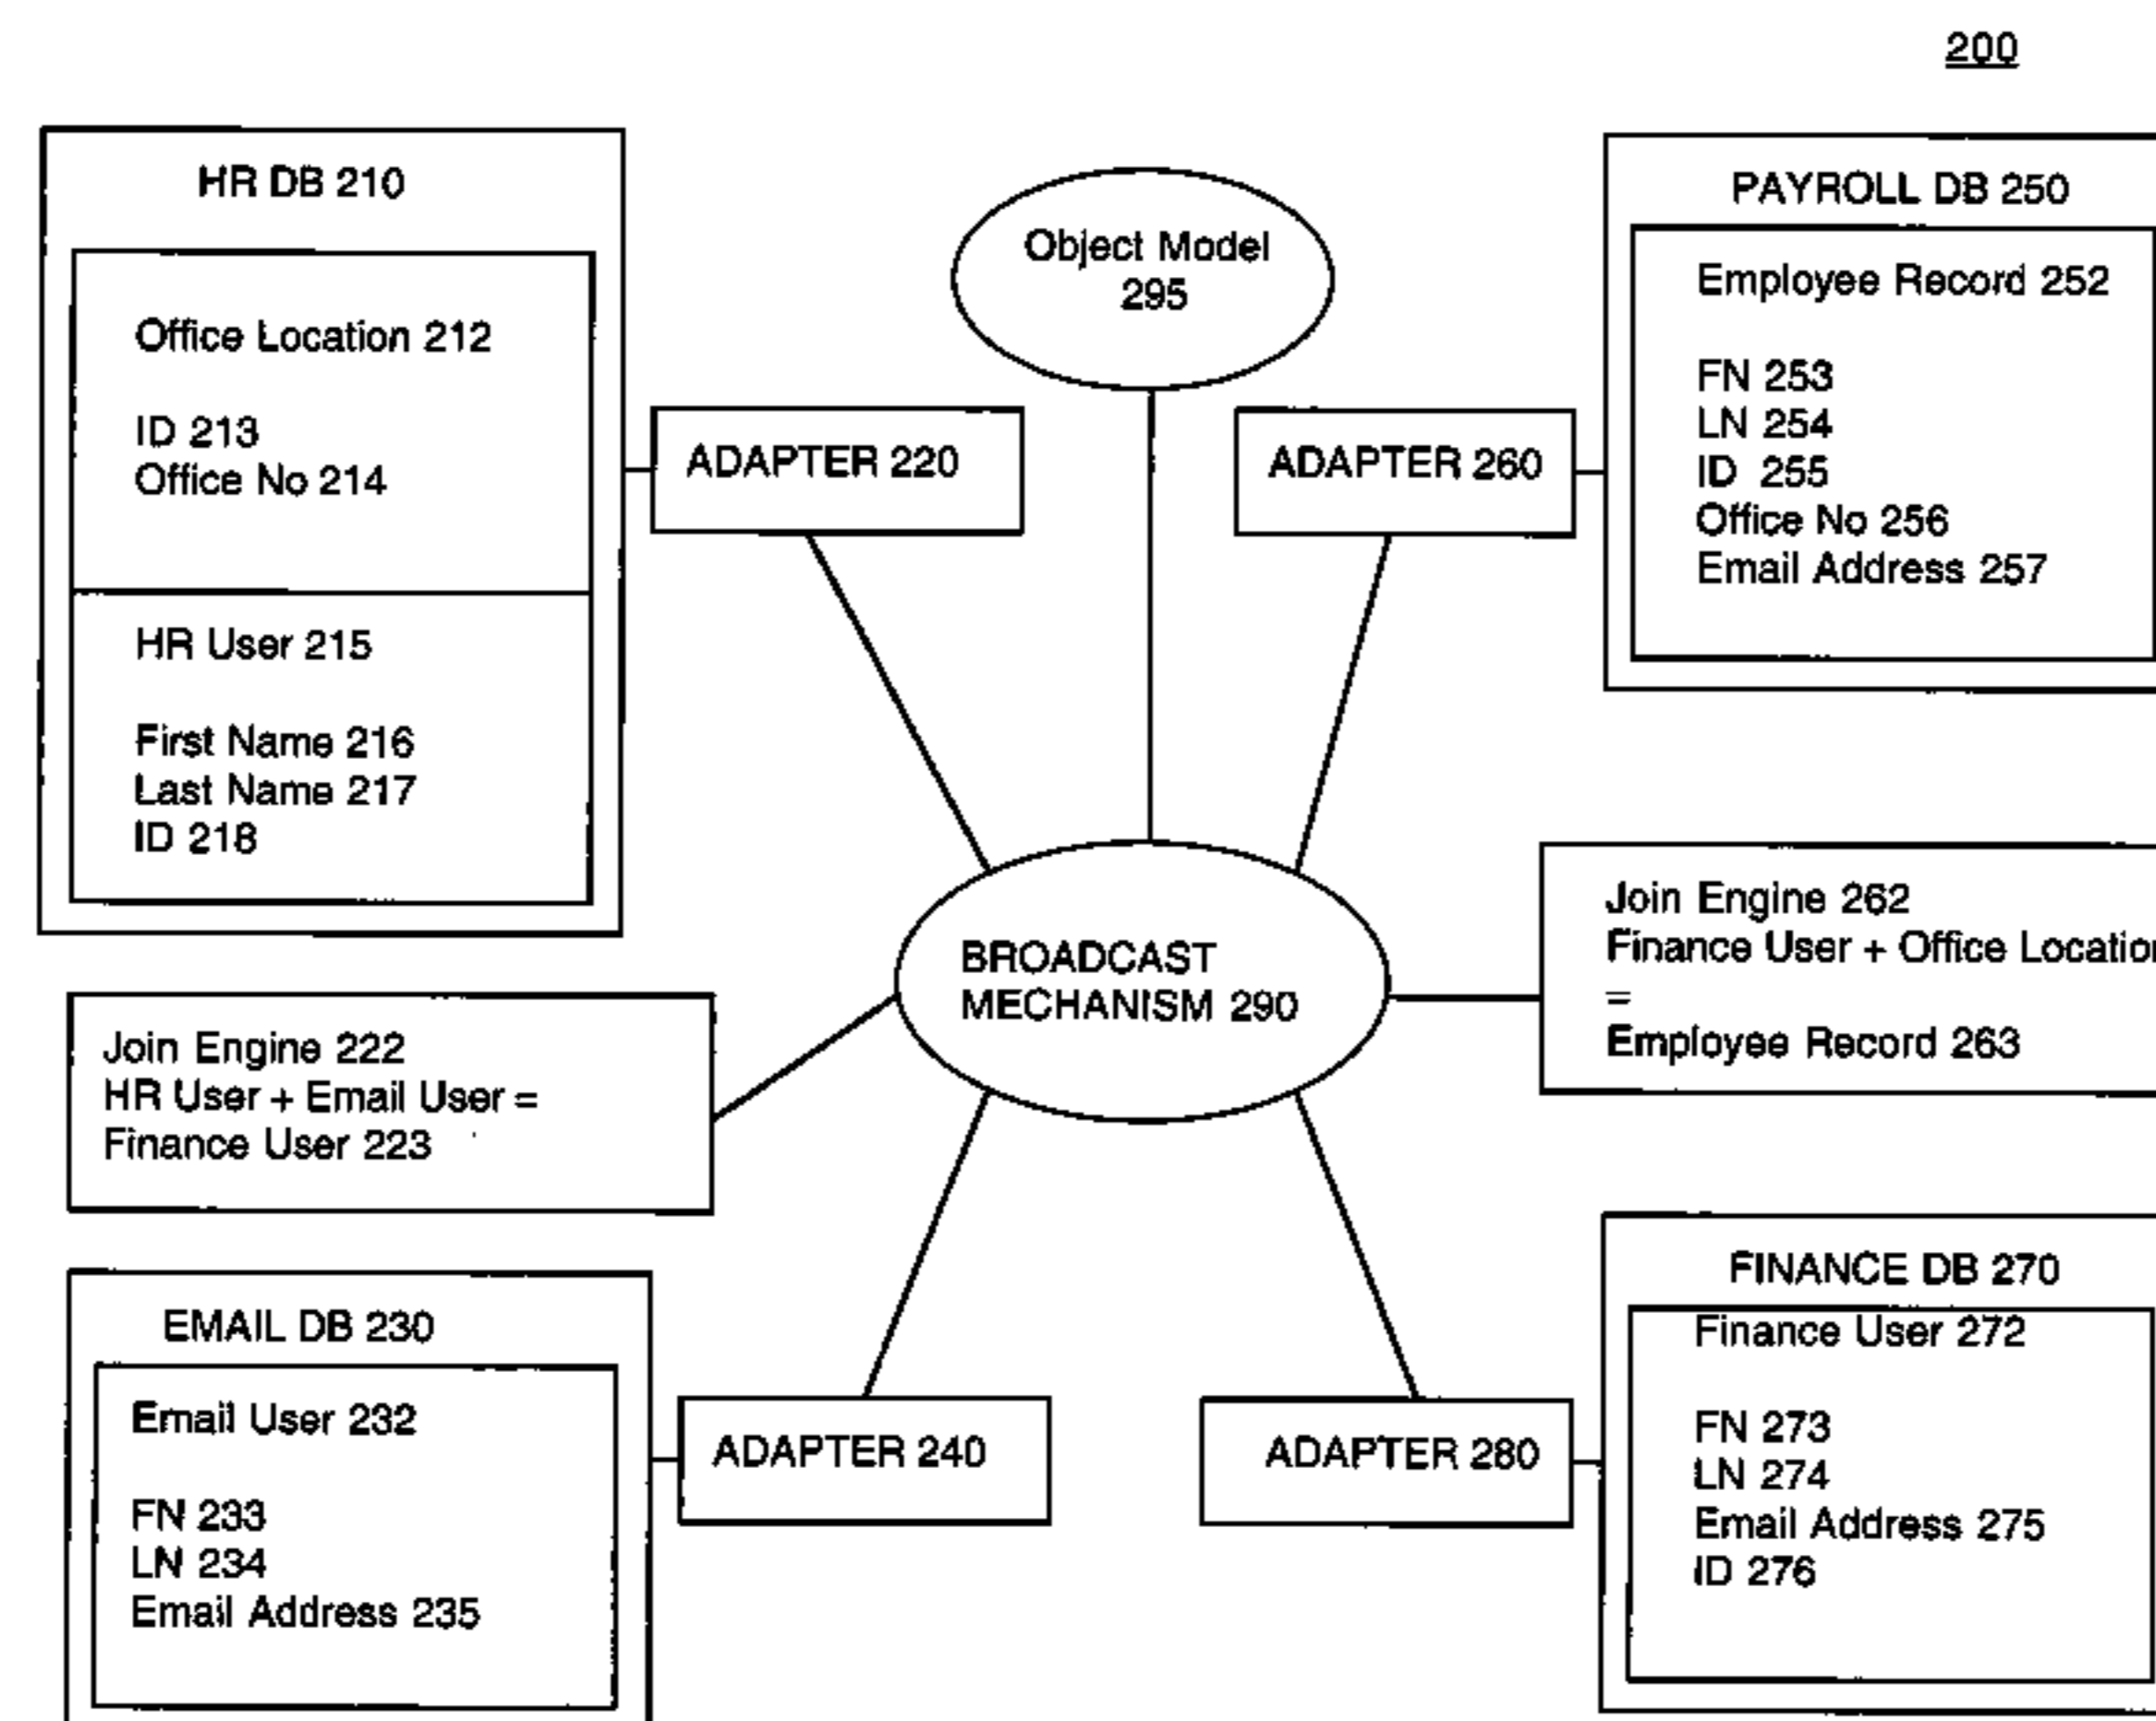 200
HR DB 210
Office Location 212
ID 213
Office No 214
HR User 215
First Name 216
Last Name 217
ID 218
ADAPTER 220
Object Model
295
ADAPTER 260
PAYROLL DB 250
Employee Record 252
FN 253
LN 254
ID 255
Office No 256
Email Address 257
BROADCAST
MECHANISM 290
Join Engine 222
HR User + Email User =
Finance User 223
Join Engine 262
Finance User + Office Location
=
Employee Record 263
EMAIL DB 230
Email User 232
FN 233
LN 234
Email Address 235
ADAPTER 240
ADAPTER 280
FINANCE DB 270
Finance User 272
FN 273
LN 274
Email Address 275
ID 276